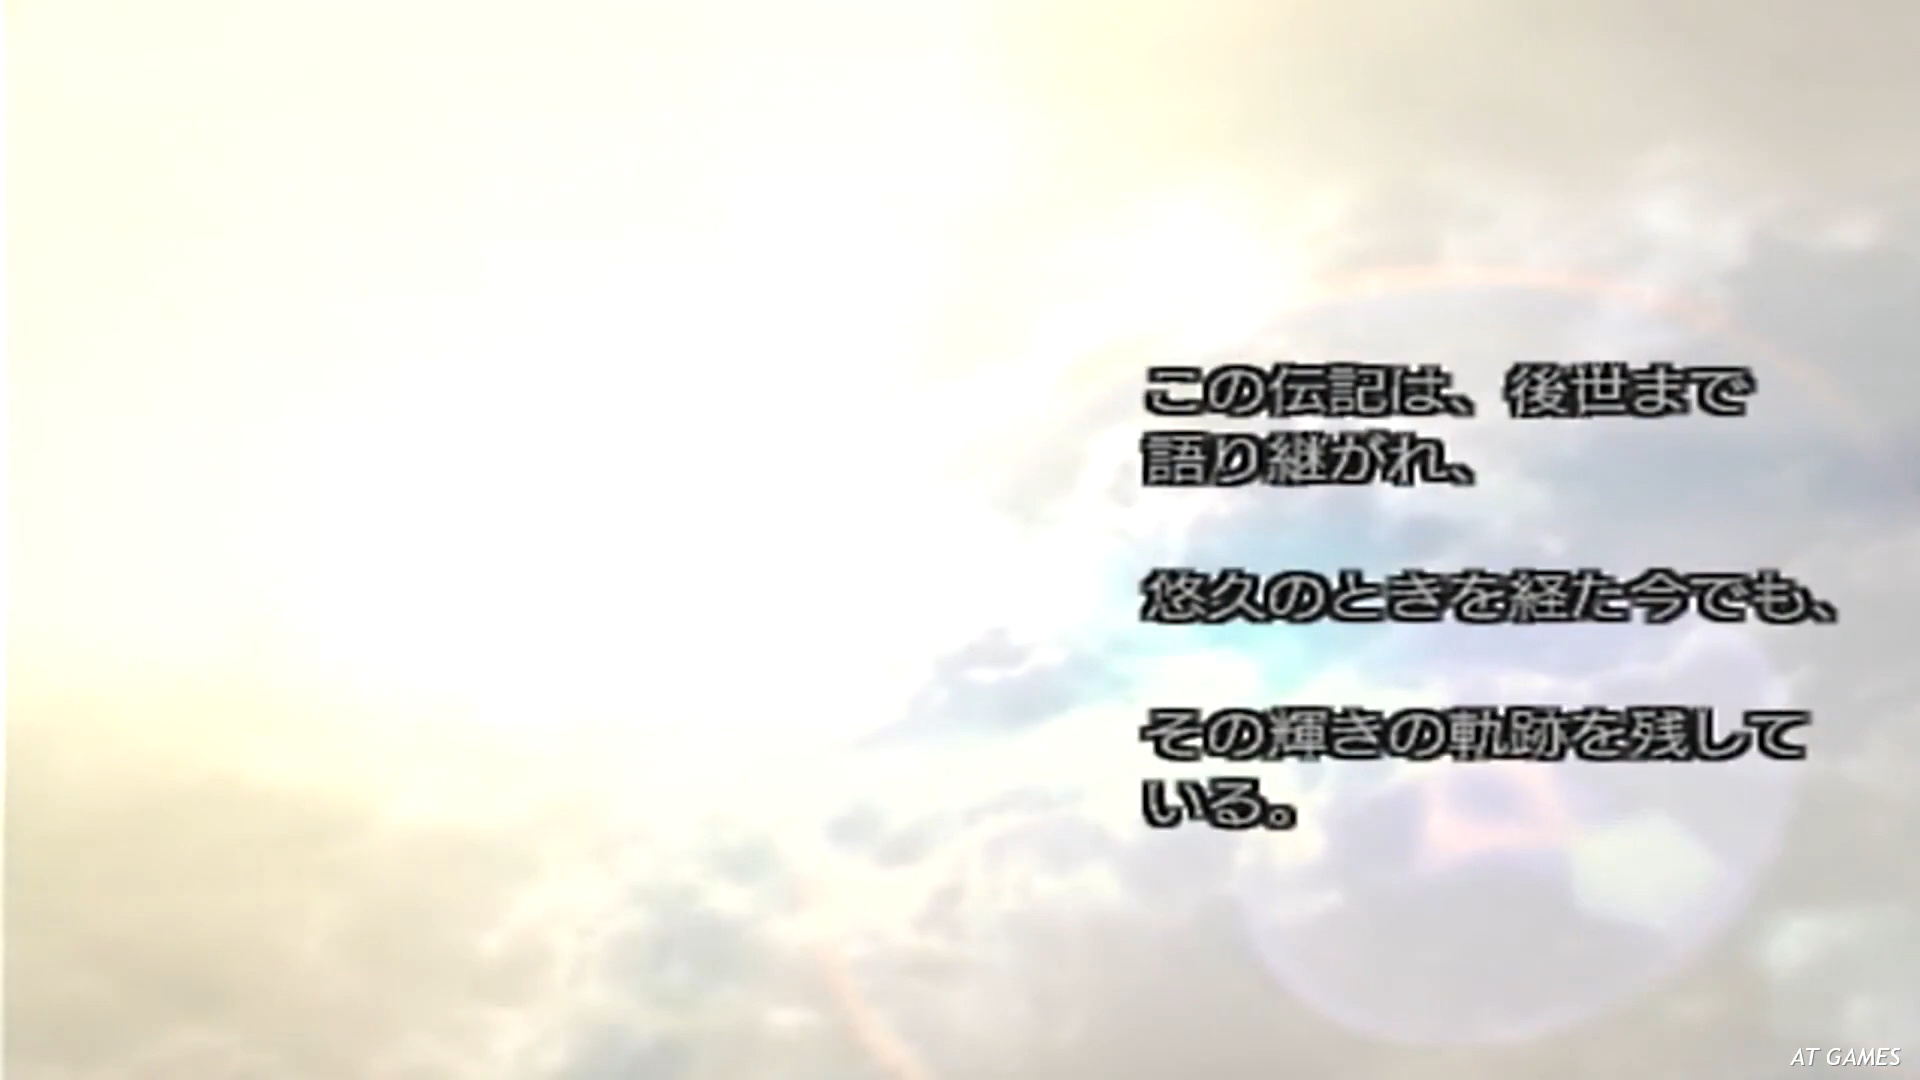 この伝記は、後世まで
語り継がれ、
悠久のときを経た今でも、
その輝きの軌跡を残して
いる。
AT GAMES